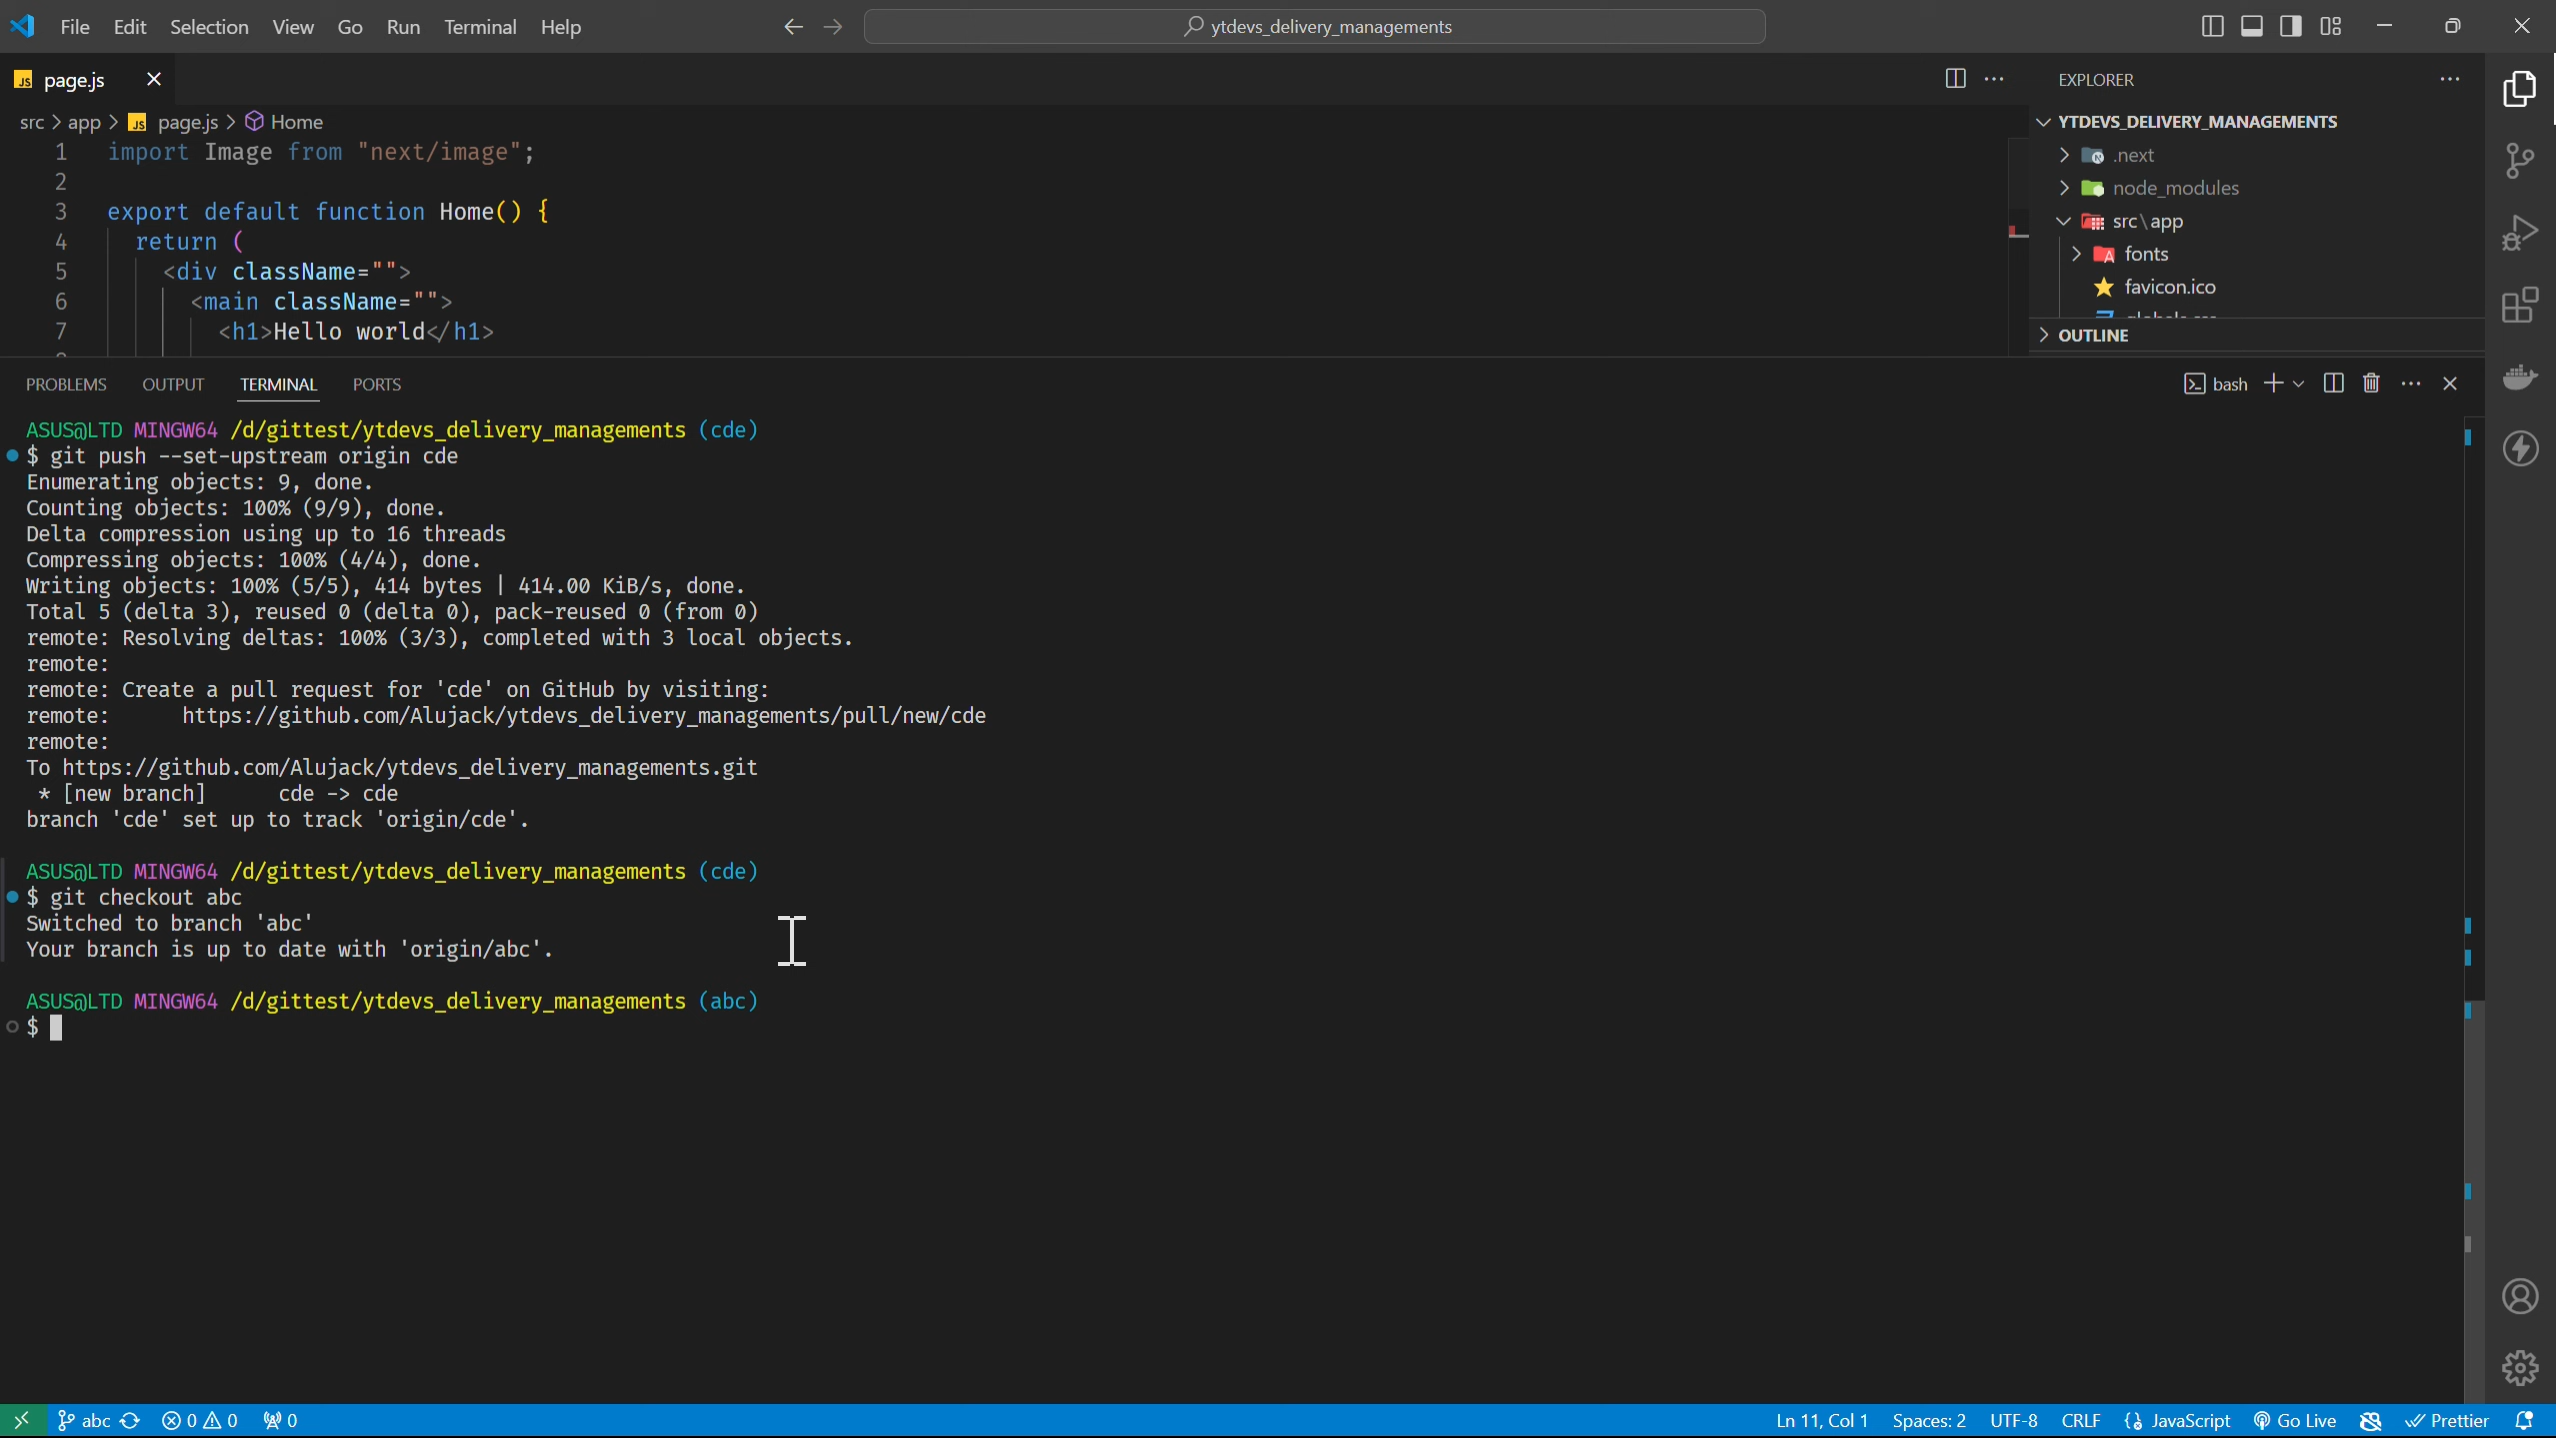 File Edit Selection View Go Run Terminal Help
ytdevs_delivery_managements
JS page.js
src > app > JS page.js > Home
1 import Image from "next/image";
2
3 export default function Home() {
4 return (
5 <div className="">
6 <main className="">
7 <h1>Hello world</h1>
EXPLORER
YTDEVS_DELIVERY_MANAGEMENTS
.next
node_modules
src\app
fonts
favicon.ico
OUTLINE
PROBLEMS OUTPUT TERMINAL PORTS
bash
ASUS@LTD MINGW64 /d/gittest/ytdevs_delivery_managements (cde)
$ git push --set-upstream origin cde
Enumerating objects: 9, done.
Counting objects: 100% (9/9), done.
Delta compression using up to 16 threads
Compressing objects: 100% (4/4), done.
Writing objects: 100% (5/5), 414 bytes | 414.00 KiB/s, done.
Total 5 (delta 3), reused 0 (delta 0), pack-reused 0 (from 0)
remote: Resolving deltas: 100% (3/3), completed with 3 local objects.
remote:
remote: Create a pull request for 'cde' on GitHub by visiting:
remote: https://github.com/Alujack/ytdevs_delivery_managements/pull/new/cde
remote:
To https://github.com/Alujack/ytdevs_delivery_managements.git
* [new branch] cde -> cde
branch 'cde' set up to track 'origin/cde'.
ASUS@LTD MINGW64 /d/gittest/ytdevs_delivery_managements (cde)
$ git checkout abc
Switched to branch 'abc'
Your branch is up to date with 'origin/abc'.
ASUS@LTD MINGW64 /d/gittest/ytdevs_delivery_managements (abc)
$
abc 0 0 0 Ln 11, Col 1 Spaces: 2 UTF-8 CRLF JavaScript Go Live Prettier